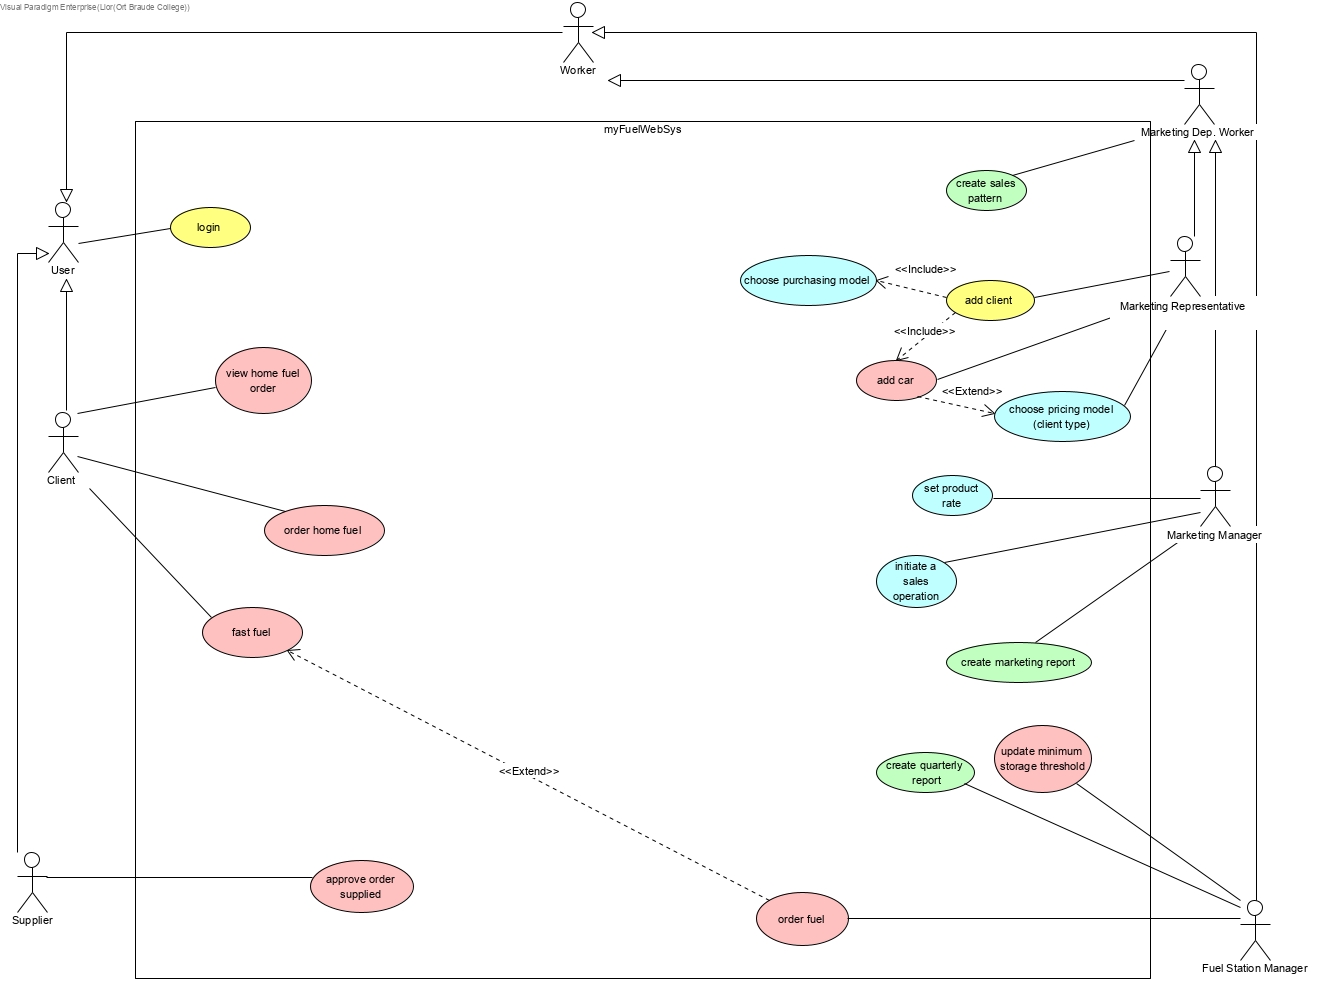 Visual Paradigm Enterprise(Lior(Ort Braude College))
Worker
myFuelWebSys
Marketing Dep. Worker
create sales
pattern
login
User
<<Include>>
choose purchasing model
add client
Marketing Representative
<<Include>>
view home fuel
order
add car
<<Extend>>
choose pricing model
(client type)
Client
set product
rate
order home fuel
Marketing Manager
initiate a
sales
operation
fast fuel
create marketing report
update minimum
storage threshold
create quarterly
report
<<Extend>>
approve order
supplied
Supplier
order fuel
Fuel Station Manager